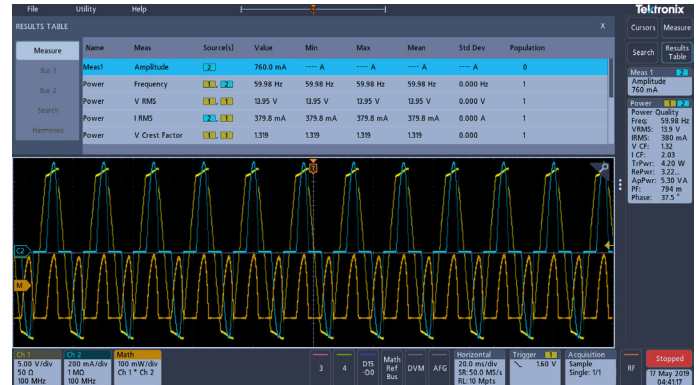 File Utility Help
Tektronix
RESULTS TABLE X
Cursors Measure
Search Results Table
Measure
Bus 1
Bus 2
Search
Harmonics
Name Meas Source(s) Value Min Max Mean Std Dev Population
Meas1 Amplitude 2 760.0 mA ---- A ---- A ---- A ---- A 0
Power Frequency 1, 2 59.98 Hz 59.98 Hz 59.98 Hz 59.98 Hz 0.000 Hz 1
Power V RMS 1, 1 13.95 V 13.95 V 13.95 V 13.95 V 0.000 V 1
Power I RMS 2, 1 379.8 mA 379.8 mA 379.8 mA 379.8 mA 0.000 A 1
Power V Crest Factor 1, 1 1.319 1.319 1.319 1.319 0.000 1
Meas 1 2
Amplitude
760 mA
Power 1 2
Power Quality
Freq: 59.98 Hz
VRMS: 13.9 V
IRMS: 380 mA
V CF: 1.32
I CF: 2.03
TrPwr: 4.20 W
RePwr: 3.22...
ApPwr: 5.30 VA
PF: 794 m
Phase: 37.5 °
C2
M
Ch 1
5.00 V/div
50 Ω
100 MHz
Ch 2
200 mA/div
1 MΩ
100 MHz
Math
Ch 1 * Ch 2
3
4
D15
-D0
Math
Ref
Bus
DVM
AFG
Horizontal
20.0 ms/div
SR:50.0 MS/s
RL:10 Mpts
Trigger 1
1.60 V
Acquisition
Sample
Single: 1/1
RF
Stopped
17 May 2019
04:41:17